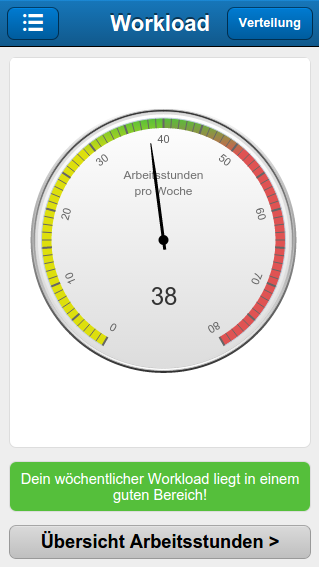 Workload
Verteilung
0
10
20
30
40
50
60
70
80
Arbeitsstunden
pro Woche
38
Dein wöchentlicher Workload liegt in einem
guten Bereich!
Übersicht Arbeitsstunden >